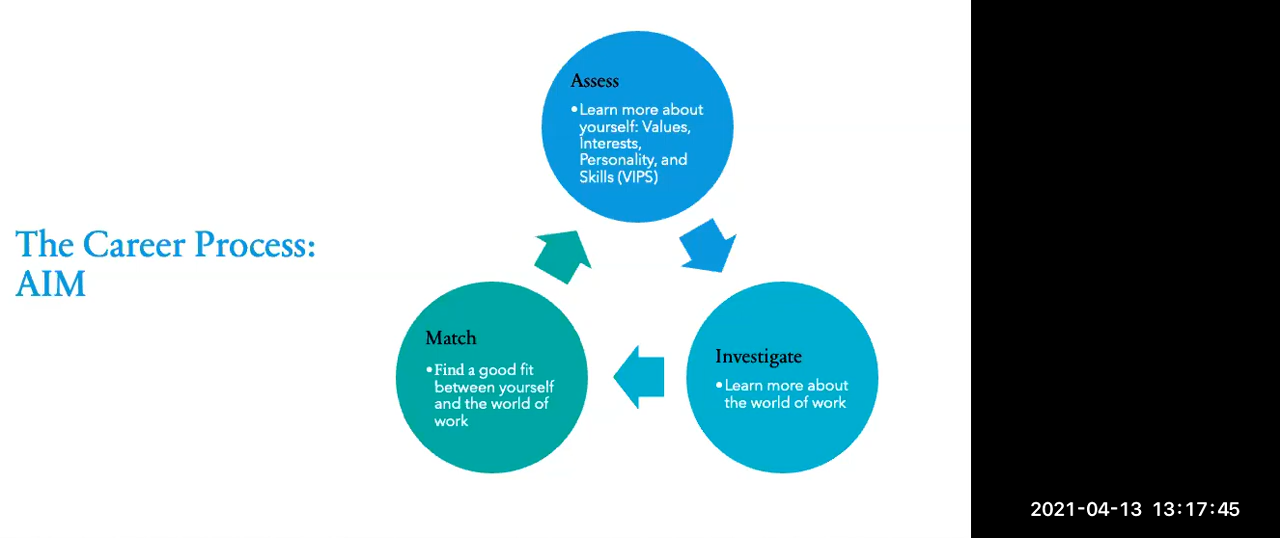 The Career Process:
AIM
Assess
•Learn more about
yourself: Values,
Interests,
Personality, and
Skills (VIPS)
Investigate
•Learn more about
the world of work
Match
•Find a good fit
between yourself
and the world of
work
2021-04-13 13:17:45